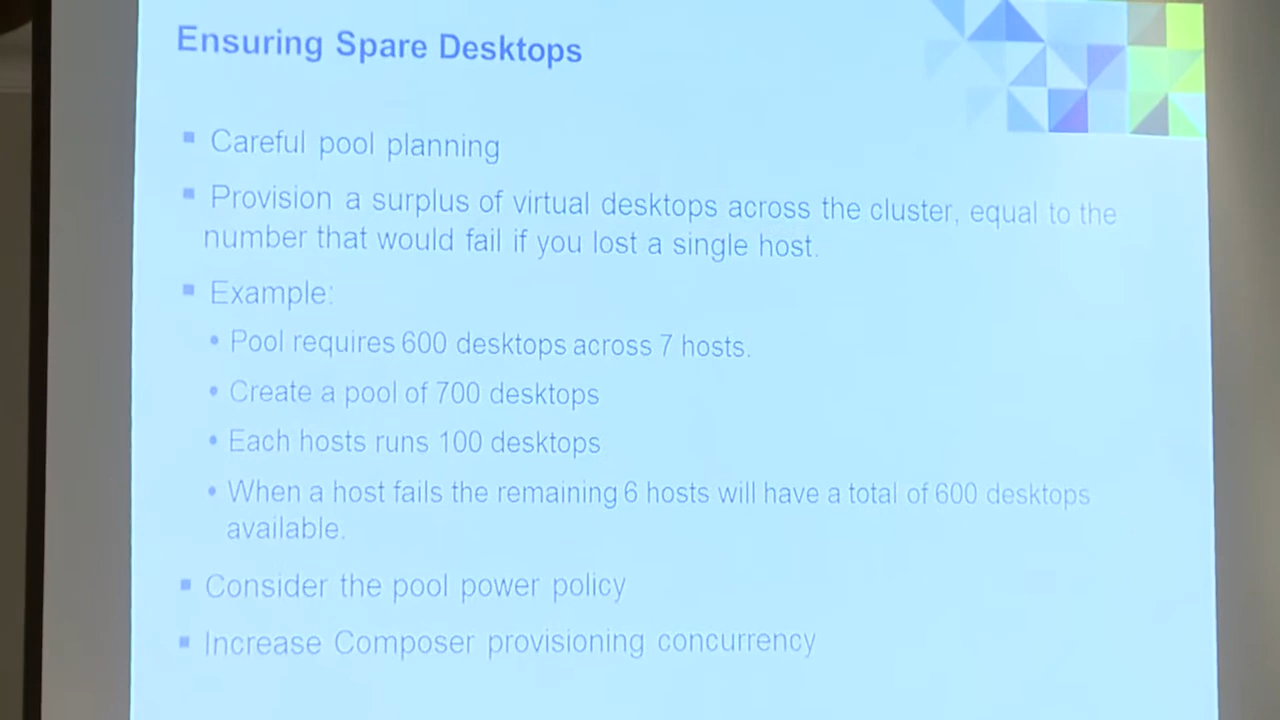 Ensuring Spare Desktops
▪ Careful pool planning
▪ Provision a surplus of virtual desktops across the cluster, equal to the
number that would fail if you lost a single host.
▪ Example:
• Pool requires 600 desktops across 7 hosts.
• Create a pool of 700 desktops
• Each hosts runs 100 desktops
• When a host fails the remaining 6 hosts will have a total of 600 desktops
available.
▪ Consider the pool power policy
▪ Increase Composer provisioning concurrency